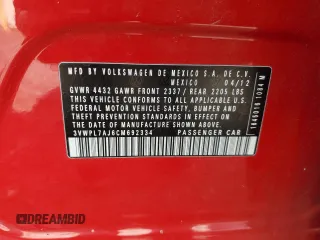 MFD BY VOLKSWAGEN DE MEXICO S.A. DE C.V.
MEXICO 04/12
GVWR 4432 GAWR FRONT 2337 / REAR 2205 LBS
THIS VEHICLE CONFORMS TO ALL APPLICABLE U.S.
FEDERAL MOTOR VEHICLE SAFETY, BUMPER, AND
THEFT PREVENTION STANDARDS IN EFFECT ON THE
DATE OF MANUFACTURE SHOWN ABOVE.
3VWPL7AJ6CM692334 PASSENGER CAR
DREAMBID